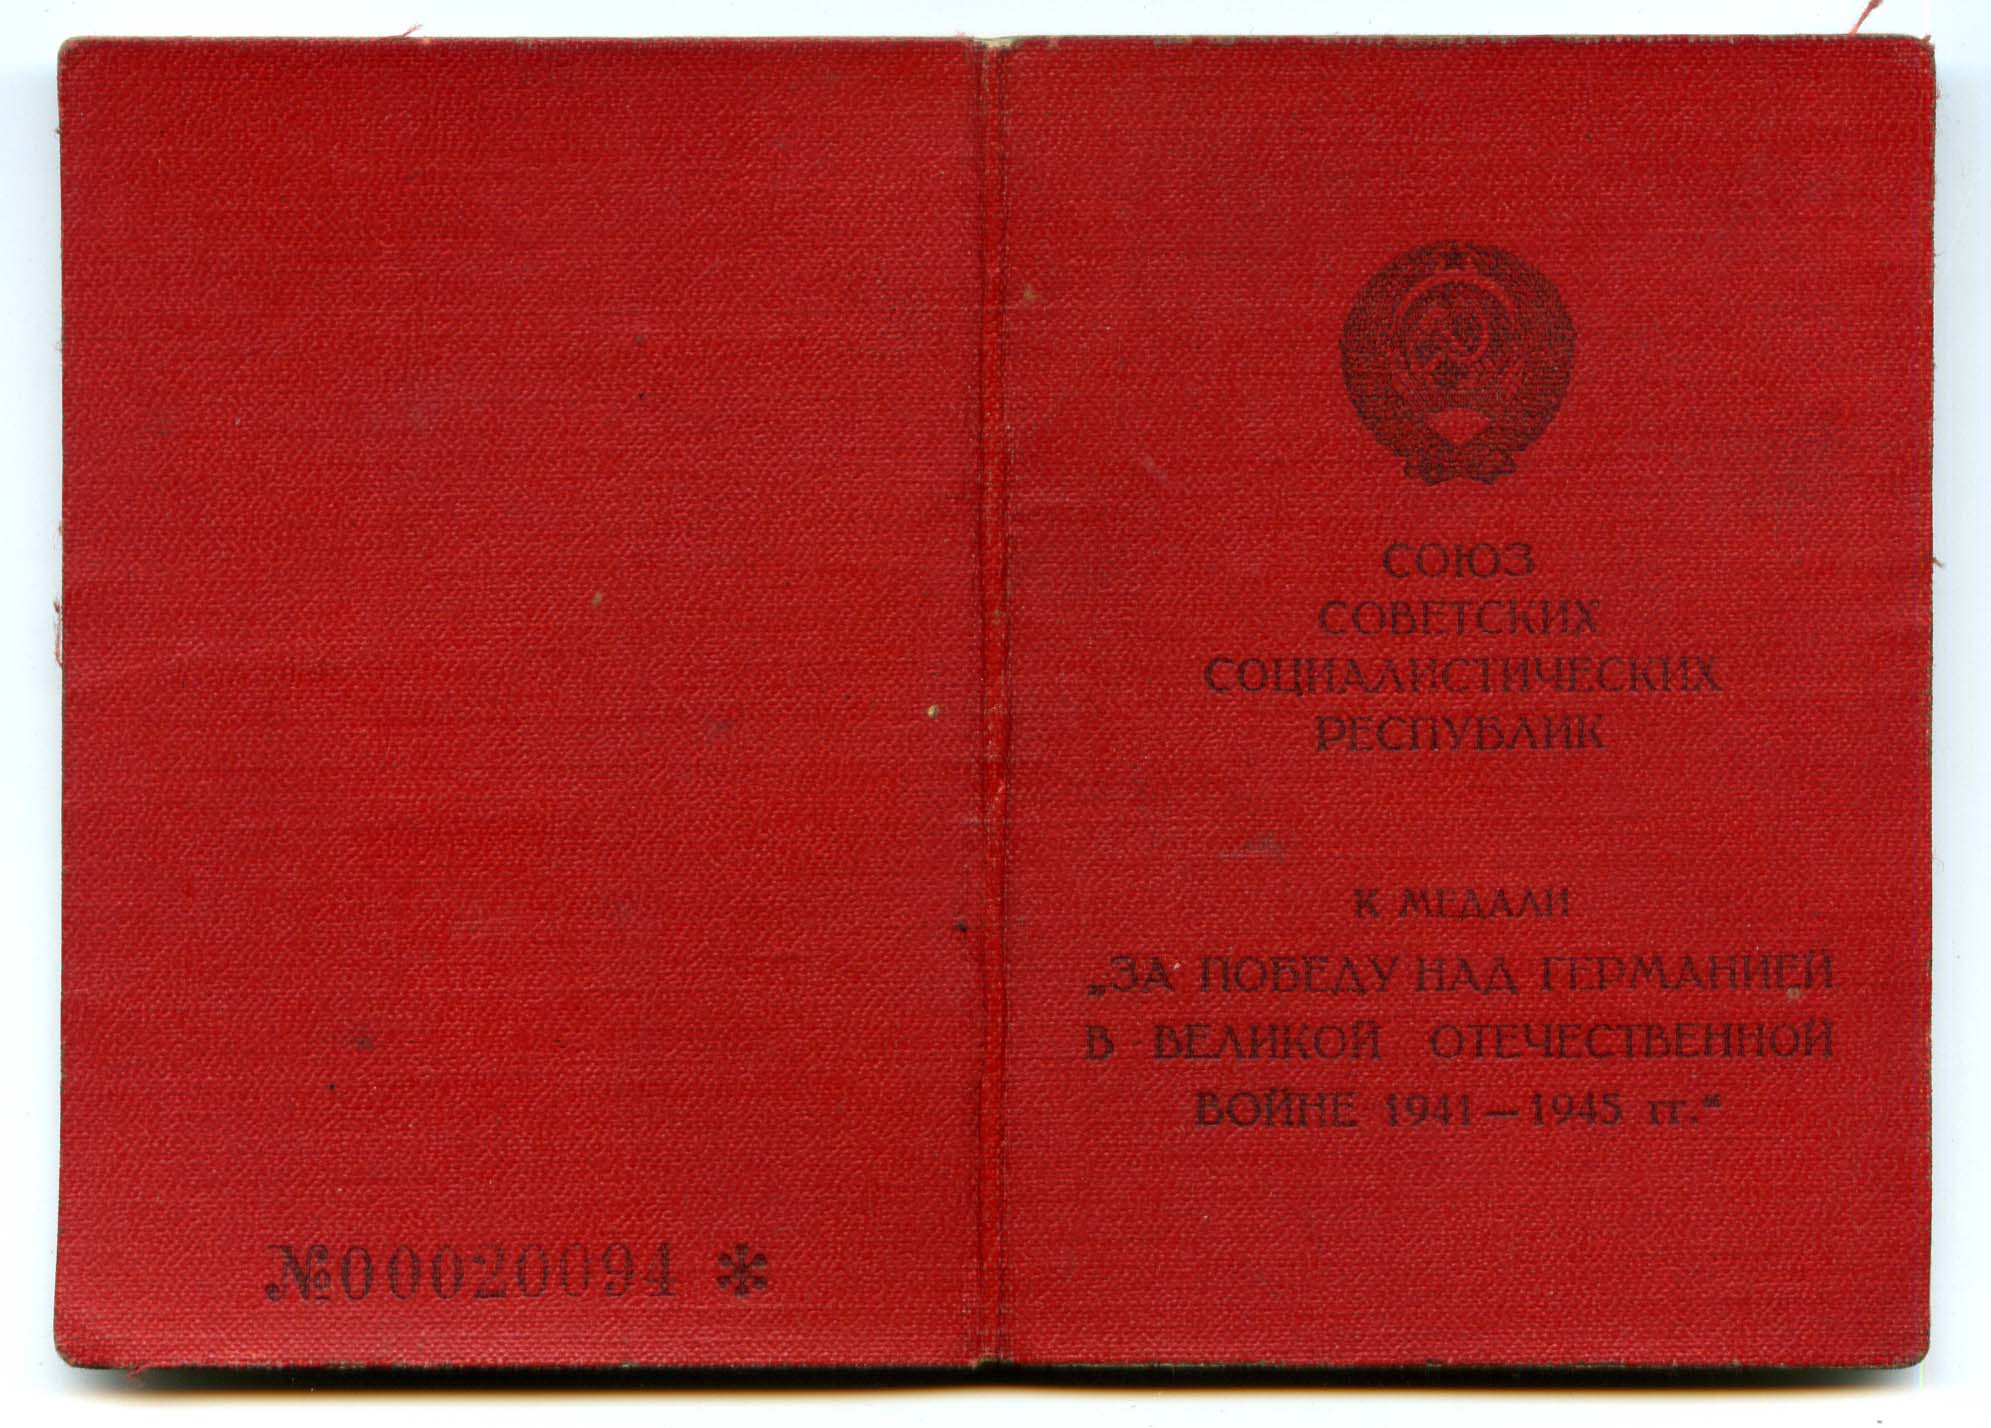 №00020094 *
СОЮЗ
СОВЕТСКИХ
СОЦИАЛИСТИЧЕСКИХ
РЕСПУБЛИК
К МЕДАЛИ
„ЗА ПОБЕДУ НАД ГЕРМАНИЕЙ
В ВЕЛИКОЙ ОТЕЧЕСТВЕННОЙ
ВОЙНЕ 1941—1945 гг.“